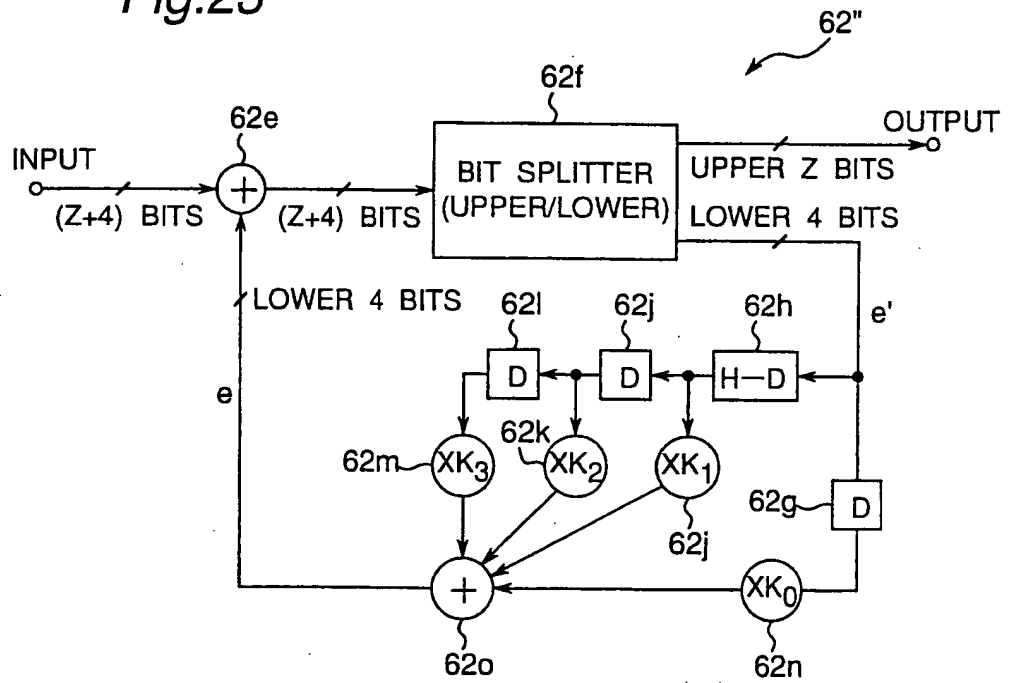 Fig.23
62"
62f
62e
OUTPUT
INPUT
BIT SPLITTER
(UPPER/LOWER)
UPPER Z BITS
(Z+4) BITS
(Z+4) BITS
LOWER 4 BITS
LOWER 4 BITS
62l
62j
62h
e'
D
D
H—D
e
62k
62m
XK3
XK2
XK1
62g
D
62j
+
XK0
62o
62n